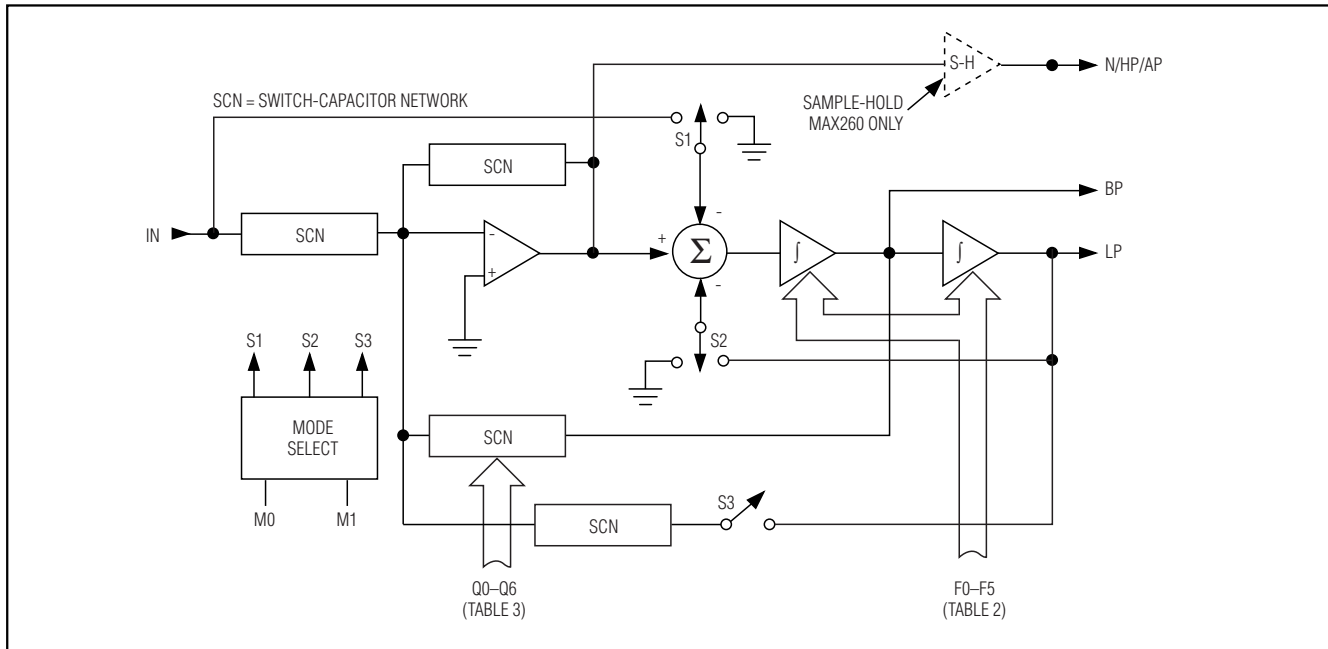 S-H
N/HP/AP
SCN = SWITCH-CAPACITOR NETWORK
SAMPLE-HOLD
MAX260 ONLY
S1
SCN
-
BP
IN
SCN
-
+
Σ
∫
∫
LP
+
-
S1
S2
S3
S2
MODE
SELECT
SCN
M0
M1
SCN
S3
Q0–Q6
(TABLE 3)
F0–F5
(TABLE 2)